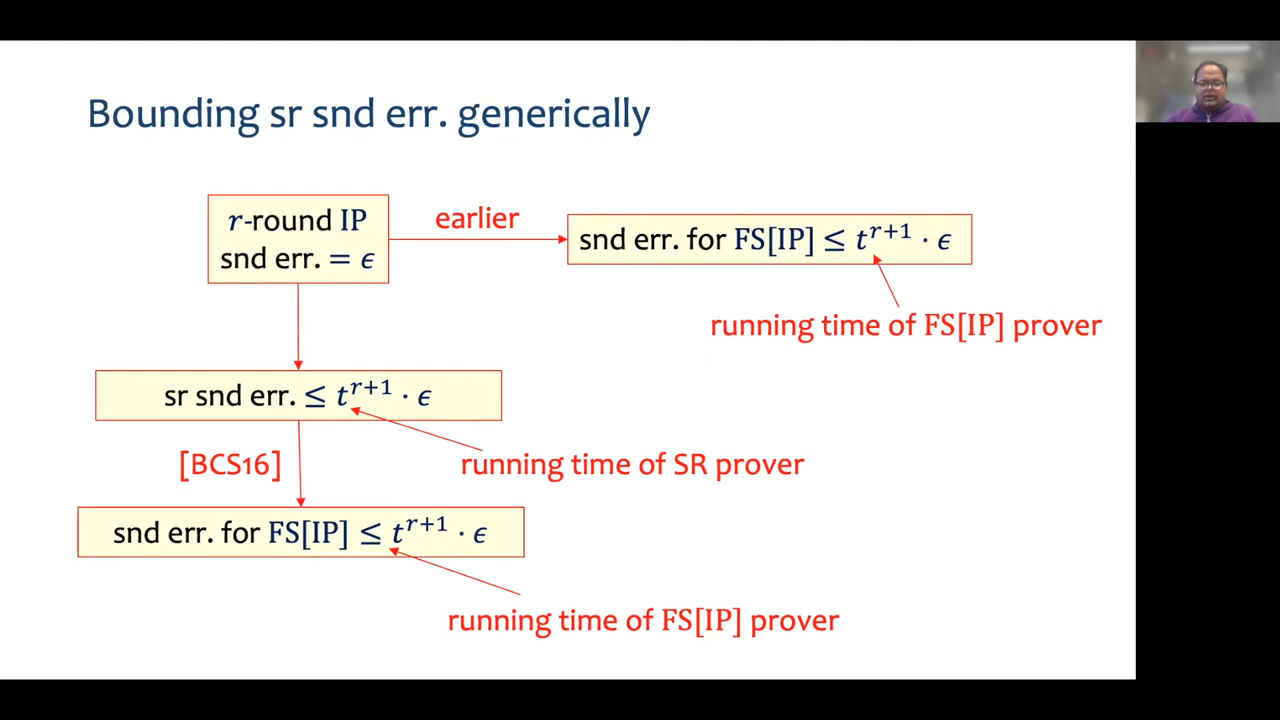 Bounding sr snd err. generically
r-round IP
snd err. = ϵ
earlier
snd err. for FS[IP] ≤ t^{r+1} · ϵ
running time of FS[IP] prover
sr snd err. ≤ t^{r+1} · ϵ
[BCS16]
running time of SR prover
snd err. for FS[IP] ≤ t^{r+1} · ϵ
running time of FS[IP] prover